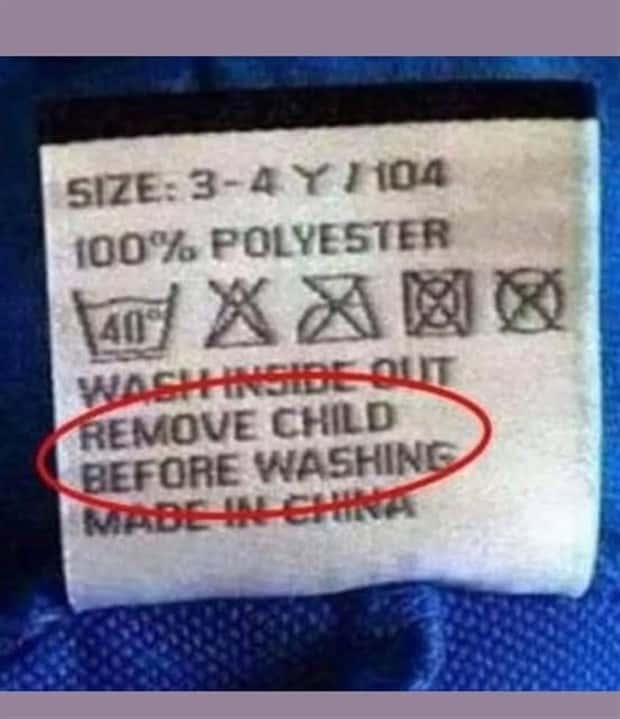 SIZE: 3-4 Y / 104
100% POLYESTER
40°
WASH INSIDE OUT
REMOVE CHILD
BEFORE WASHING
MADE IN CHINA